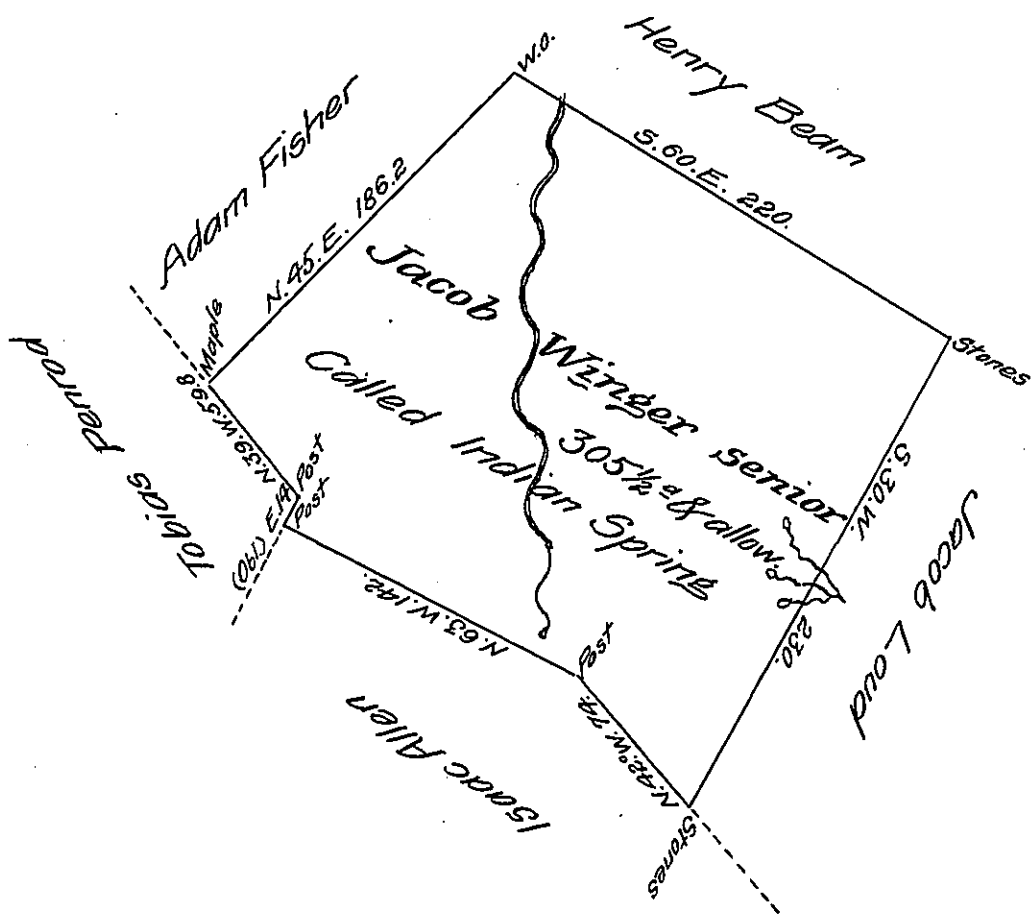 W.O.
Henry Beam
S.60.E. 220.
Adam Fisher
N.45.E. 186.2
Maple
Stones
Jacob Winger senior
Called Indian Spring
305½ a & allow.
Tobias Penrod
N.39.W.59.8
Post
E.14
Post
(Obl)
N.63.W.142.
Isaac Allen
Post
N.42°W.74.
Stones
S.30.W.
230.
Jacob Loud